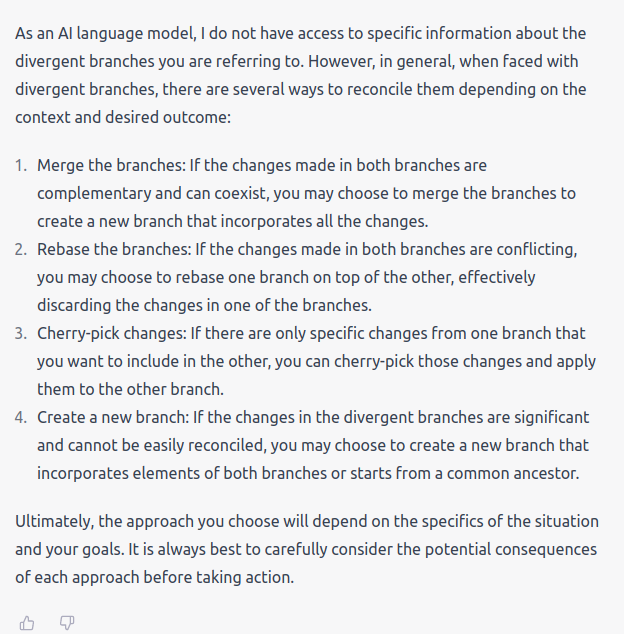 As an AI language model, I do not have access to specific information about the
divergent branches you are referring to. However, in general, when faced with
divergent branches, there are several ways to reconcile them depending on the
context and desired outcome:
1. Merge the branches: If the changes made in both branches are
complementary and can coexist, you may choose to merge the branches to
create a new branch that incorporates all the changes.
2. Rebase the branches: If the changes made in both branches are conflicting,
you may choose to rebase one branch on top of the other, effectively
discarding the changes in one of the branches.
3. Cherry-pick changes: If there are only specific changes from one branch that
you want to include in the other, you can cherry-pick those changes and apply
them to the other branch.
4. Create a new branch: If the changes in the divergent branches are significant
and cannot be easily reconciled, you may choose to create a new branch that
incorporates elements of both branches or starts from a common ancestor.
Ultimately, the approach you choose will depend on the specifics of the situation
and your goals. It is always best to carefully consider the potential consequences
of each approach before taking action.